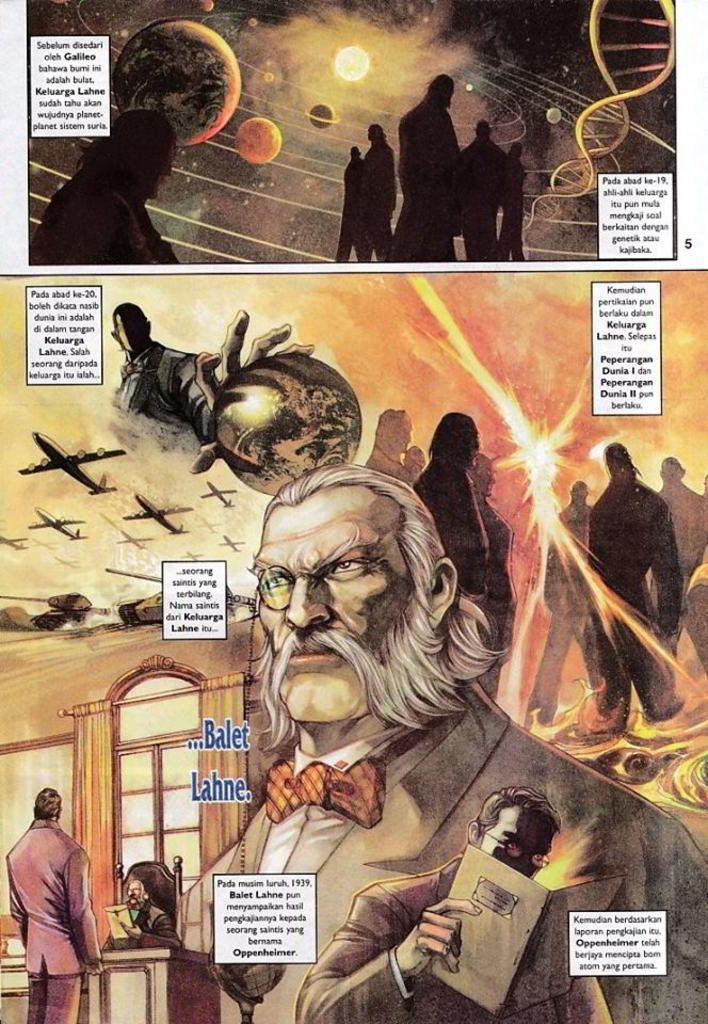 Sebelum disedari
oleh Galileo
bahawa bumi ini
adalah bulat,
Keluarga Lahne
sudah tahu akan
wujudnya planet-
planet sistem suria.
Pada abad ke-19,
ahli-ahli keluarga
itu pun mula
mengkaji soal
berkaitan dengan
genetik atau
kajibaka.
5
Pada abad ke-20,
boleh dikata nasib
dunia ini adalah
di dalam tangan
Keluarga
Lahne. Salah
seorang daripada
keluarga itu ialah...
Kemudian
pertikaian pun
berlaku dalam
Keluarga
Lahne. Selepas
itu
Peperangan
Dunia I dan
Peperangan
Dunia II pun
berlaku.
...seorang
saintis yang
terbilang.
Nama saintis
dari Keluarga
Lahne itu...
...Balet
Lahne.
Pada musim luruh, 1939,
Balet Lahne pun
menyampaikan hasil
pengkajiannya kepada
seorang saintis yang
bernama
Oppenheimer.
Kemudian berdasarkan
laporan pengkajian itu,
Oppenheimer telah
berjaya mencipta bom
atom yang pertama.